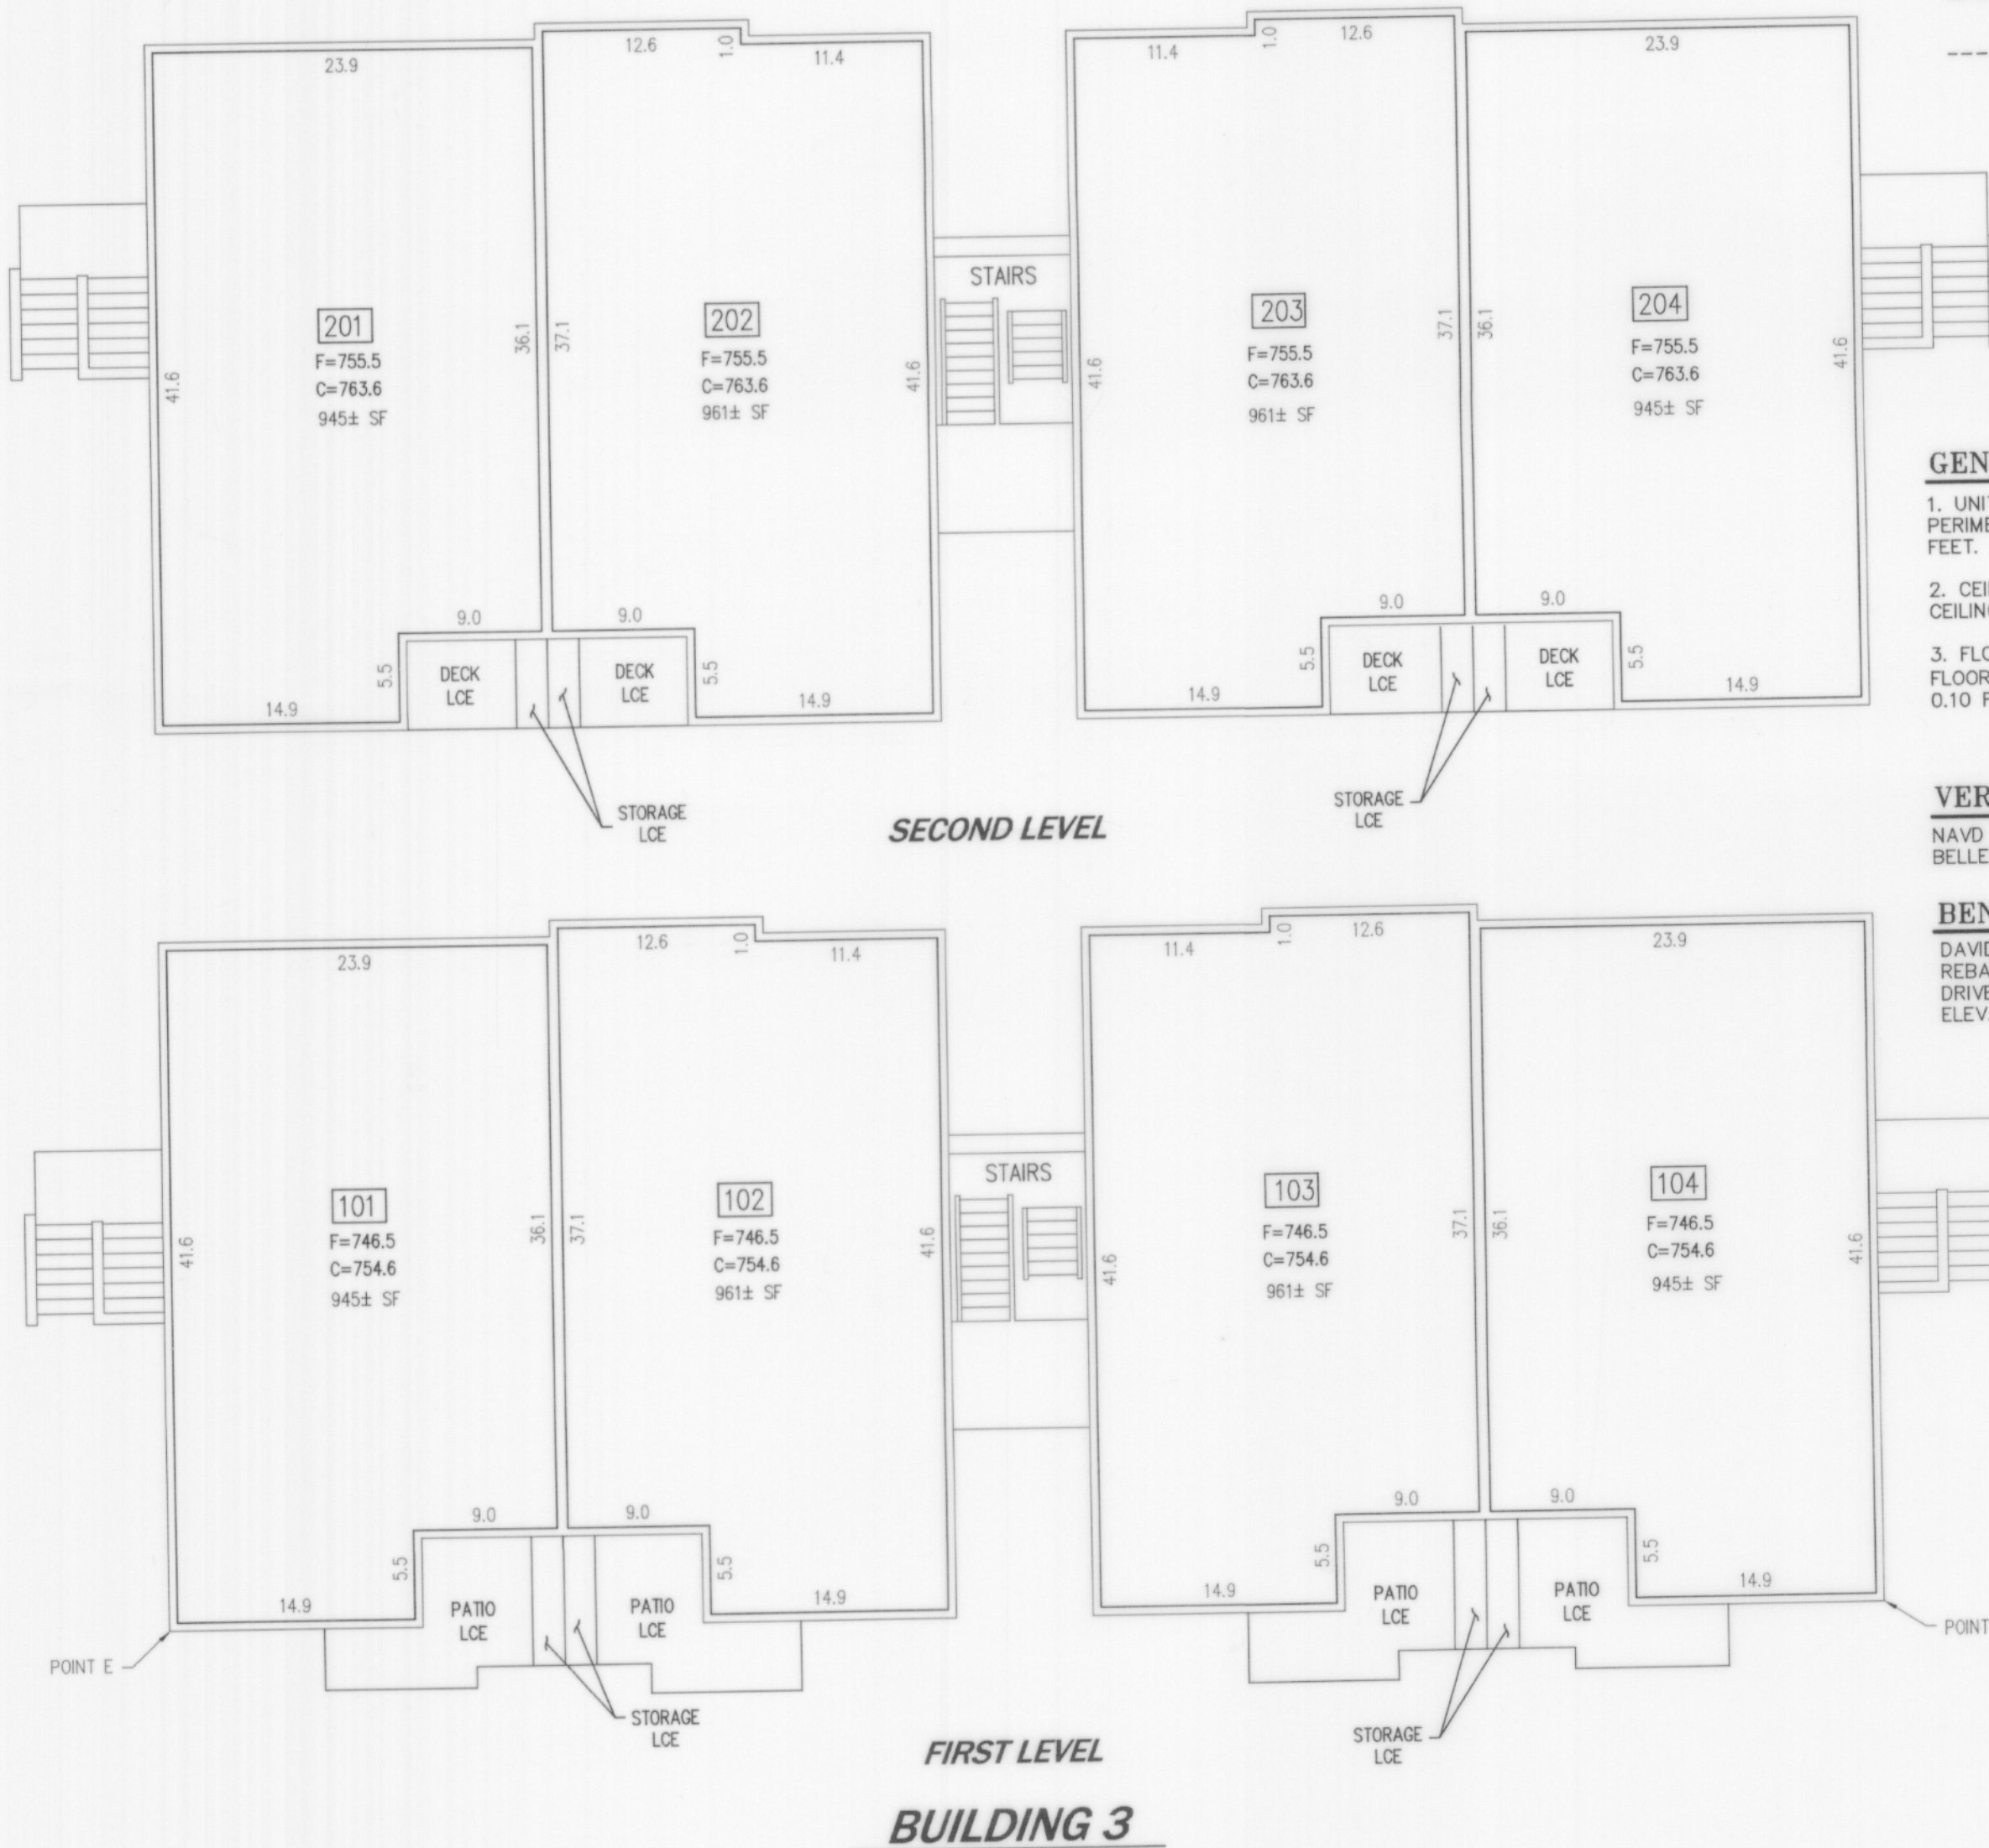 23.9
12.6
1.0
11.4
11.4
1.0
12.6
23.9
STAIRS
201
F=755.5
C=763.6
945± SF
41.6
36.1
37.1
202
F=755.5
C=763.6
961± SF
41.6
41.6
203
F=755.5
C=763.6
961± SF
37.1
36.1
204
F=755.5
C=763.6
945± SF
41.6
9.0
9.0
9.0
9.0
5.5
DECK
LCE
DECK
LCE
5.5
5.5
DECK
LCE
DECK
LCE
5.5
14.9
14.9
14.9
14.9
STORAGE
LCE
STORAGE
LCE
SECOND LEVEL
GEN
1. UNI
PERIME
FEET.
2. CEI
CEILIN
3. FLO
FLOOR
0.10 F
VER
NAVD
BELLE
BEN
DAVID
REBA
DRIVE
ELEV.
23.9
12.6
1.0
11.4
11.4
1.0
12.6
23.9
STAIRS
101
F=746.5
C=754.6
945± SF
41.6
36.1
37.1
102
F=746.5
C=754.6
961± SF
41.6
41.6
103
F=746.5
C=754.6
961± SF
37.1
36.1
104
F=746.5
C=754.6
945± SF
41.6
9.0
9.0
9.0
9.0
5.5
PATIO
LCE
PATIO
LCE
5.5
5.5
PATIO
LCE
PATIO
LCE
5.5
14.9
14.9
14.9
14.9
POINT E
POINT
STORAGE
LCE
STORAGE
LCE
FIRST LEVEL
BUILDING 3